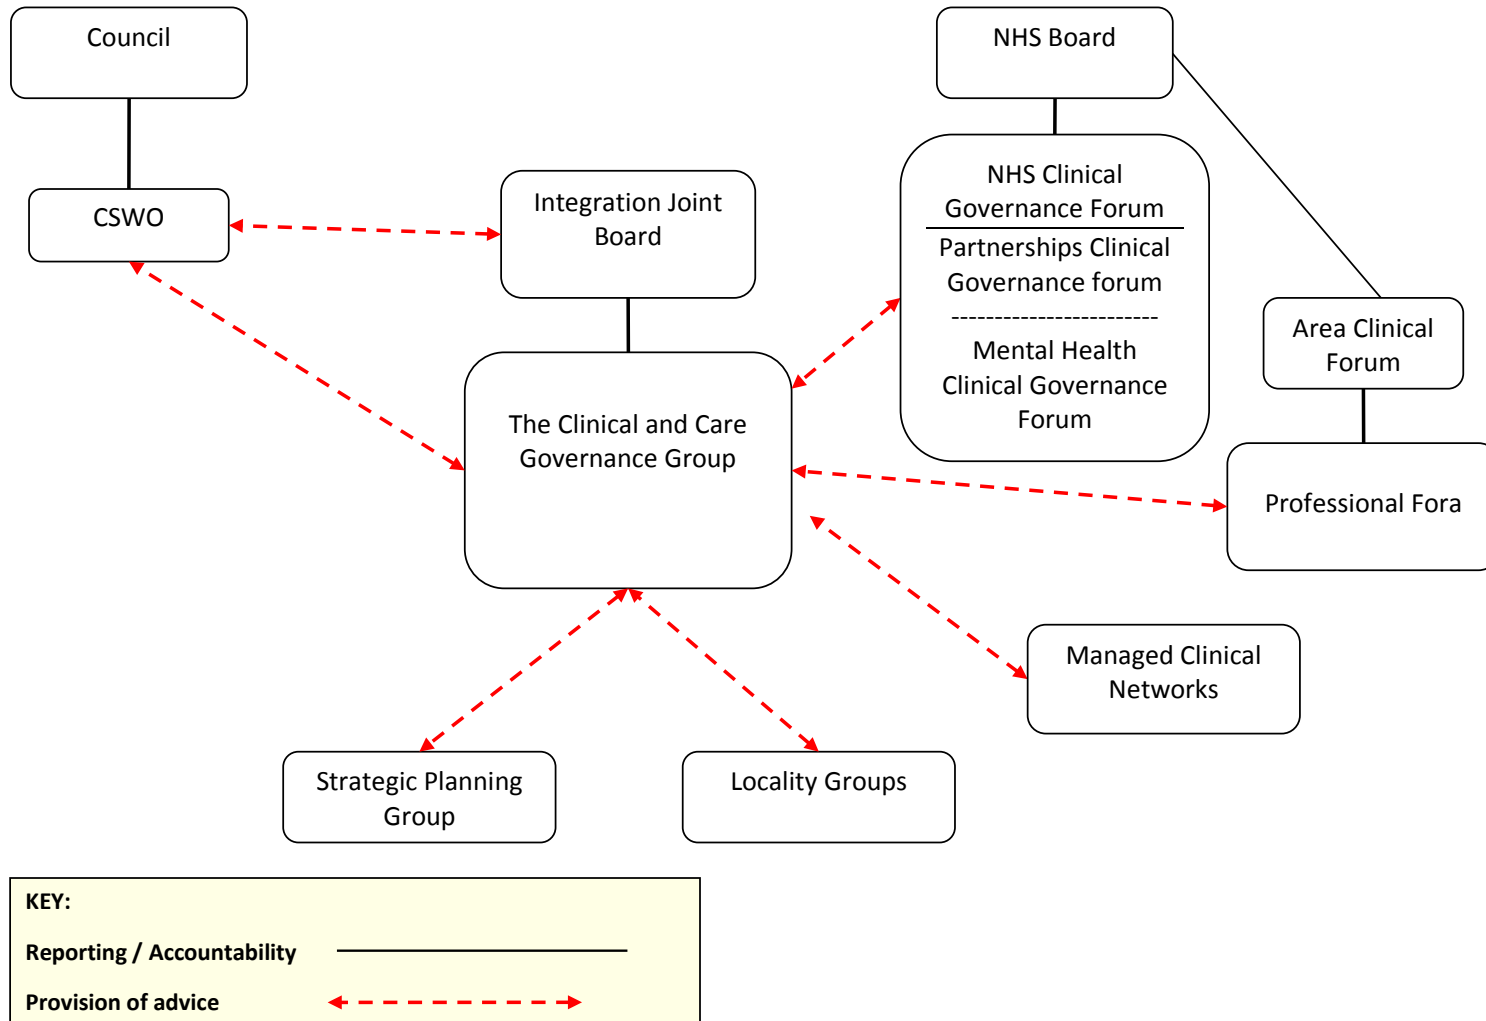 Council
NHS Board
CSWO
Integration Joint
Board
NHS Clinical
Governance Forum
Partnerships Clinical
Governance forum
------------------------
Mental Health
Clinical Governance
Forum
Area Clinical
Forum
The Clinical and Care
Governance Group
Professional Fora
Managed Clinical
Networks
Strategic Planning
Group
Locality Groups
KEY:
Reporting / Accountability
Provision of advice